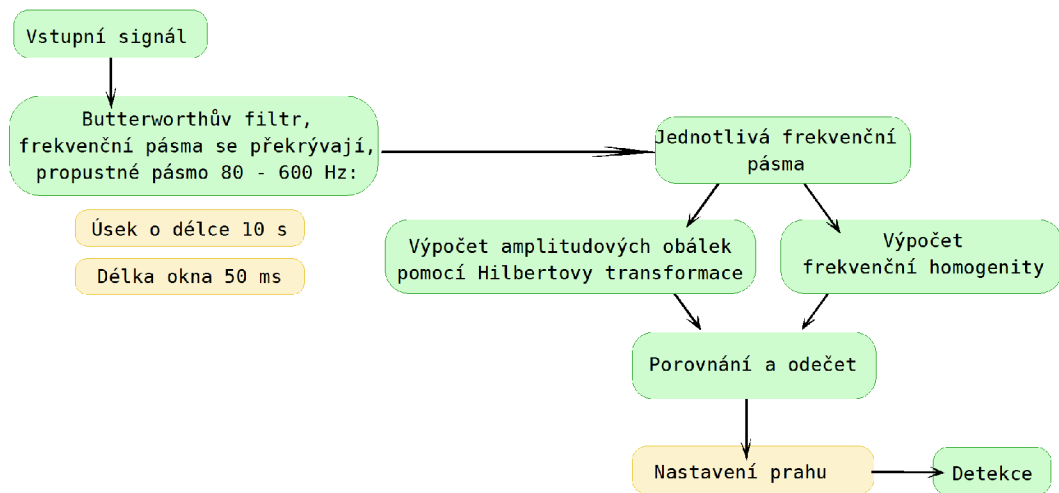 Vstupní signál
Butterworthův filtr,
frekvenční pásma se překrývají,
propustné pásmo 80 - 600 Hz:
Úsek o délce 10 s
Délka okna 50 ms
Jednotlivá frekvenční
pásma
Výpočet amplitudových obálek
pomocí Hilbertovy transformace
Výpočet
frekvenční homogenity
Porovnání a odečet
Nastavení prahu
Detekce